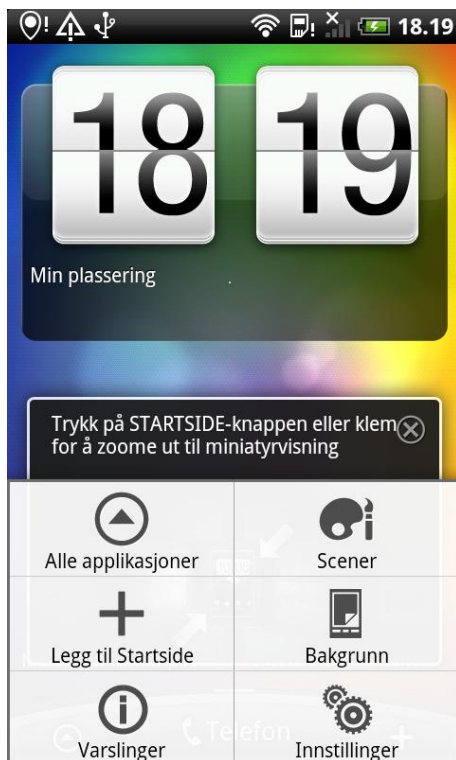 18.19
18 19
Min plassering
Trykk på STARTSIDE-knappen eller klem
for å zoome ut til miniatyrvisning
Alle applikasjoner
Scener
Legg til Startside
Bakgrunn
Varslinger
Innstillinger
Telefon